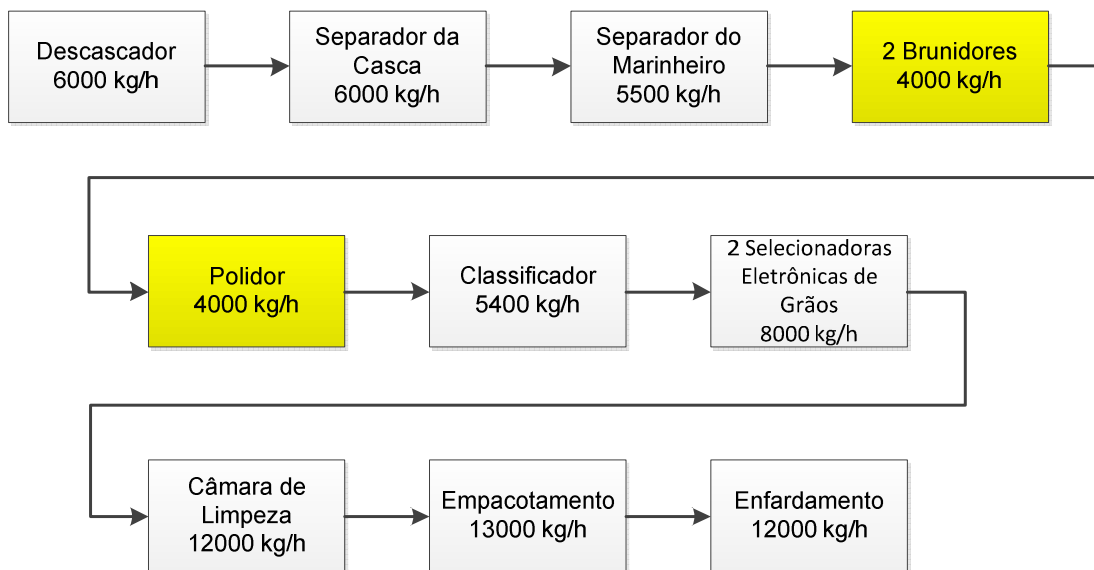 Descascador
6000 kg/h
Separador da
Casca
6000 kg/h
Separador do
Marinheiro
5500 kg/h
2 Brunidores
4000 kg/h
Polidor
4000 kg/h
Classificador
5400 kg/h
2 Selecionadoras
Eletrônicas de
Grãos
8000 kg/h
Câmara de
Limpeza
12000 kg/h
Empacotamento
13000 kg/h
Enfardamento
12000 kg/h